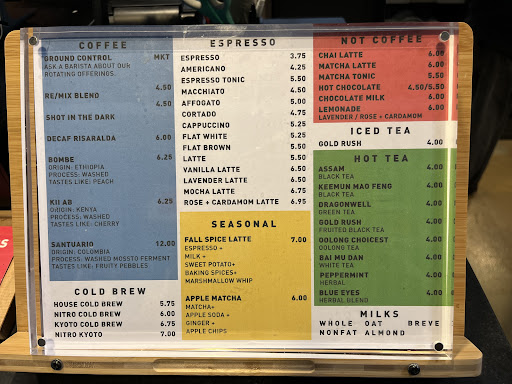 COFFEE
GROUND CONTROL MKT
ASK A BARISTA ABOUT OUR
ROTATING OFFERINGS
4.50
RE/MIX BLEND
4.50
SHOT IN THE DARK
DECAF RISARALDA 6.00
BOMBE 6.25
ORIGIN: ETHIOPIA
PROCESS: WASHED
TASTES LIKE: PEACH
KII AB 6.25
ORIGIN: KENYA
PROCESS: WASHED
TASTES LIKE: CHERRY
SANTUARIO 12.00
ORIGIN: COLOMBIA
PROCESS: WASHED MOSSTO FERMENT
TASTES LIKE: FRUITY PEBBLES
COLD BREW
HOUSE COLD BREW 5.75
NITRO COLD BREW 6.00
KYOTO COLD BREW 6.75
NITRO KYOTO 7.00
ESPRESSO
ESPRESSO 3.75
AMERICANO 4.25
ESPRESSO TONIC 5.50
MACCHIATO 4.50
AFFOGATO 5.00
CORTADO 4.75
CAPPUCCINO 5.25
FLAT WHITE 5.25
FLAT BROWN 5.50
LATTE 5.50
VANILLA LATTE 6.50
LAVENDER LATTE 6.50
MOCHA LATTE 6.75
ROSE + CARDAMOM LATTE 6.95
SEASONAL
FALL SPICE LATTE 7.00
ESPRESSO +
MILK +
SWEET POTATO+
BAKING SPICES+
MARSHMALLOW WHIP
APPLE MATCHA 6.00
MATCHA+
APPLE SODA +
GINGER +
APPLE CHIPS
NOT COFFEE
CHAI LATTE 6.00
MATCHA LATTE 6.00
MATCHA TONIC 5.50
HOT CHOCOLATE 4.50/5.50
CHOCOLATE MILK 6.00
LEMONADE 6.00
LAVENDER / ROSE + CARDAMOM
ICED TEA
GOLD RUSH 4.00
HOT TEA
ASSAM 4.00
BLACK TEA
KEEMUN MAO FENG 4.00
BLACK TEA
DRAGONWELL 4.00
GREEN TEA
GOLD RUSH 4.00
FRUITED BLACK TEA
OOLONG CHOICEST 4.00
OOLONG TEA
BAI MU DAN 4.00
WHITE TEA
PEPPERMINT 4.00
HERBAL
BLUE EYES 4.00
HERBAL BLEND
MILKS
WHOLE OAT BREVE
NONFAT ALMOND